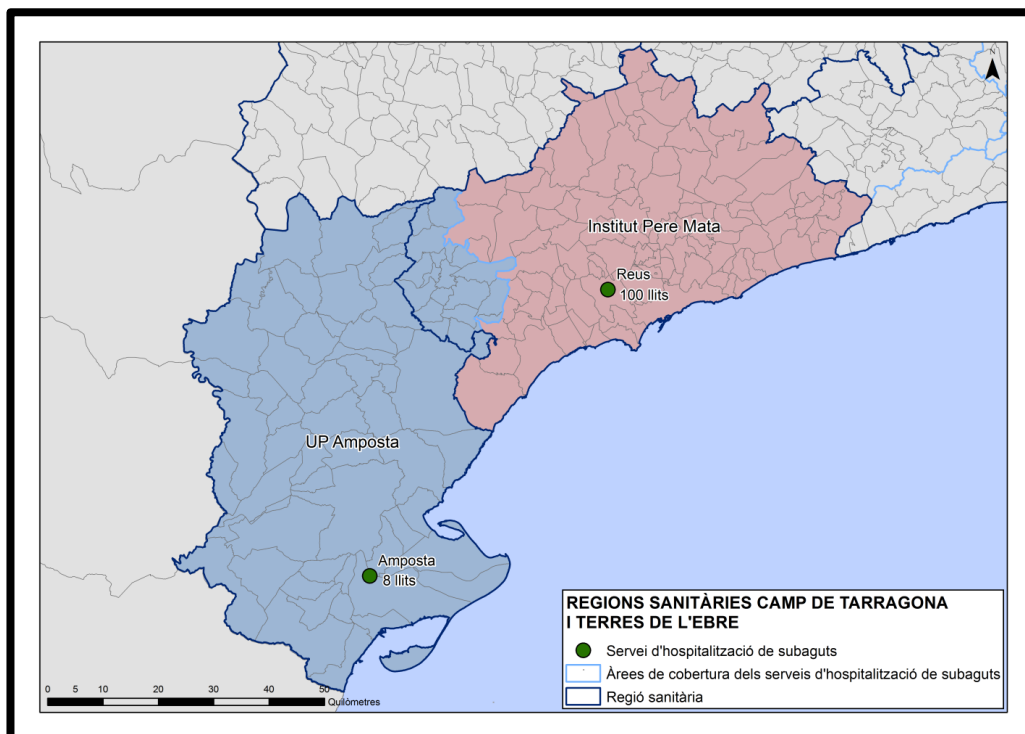 Institut Pere Mata
Reus
100 llits
UP Amposta
Amposta
8 llits
REGIONS SANITÀRIES CAMP DE TARRAGONA
I TERRES DE L'EBRE
Servei d'hospitalització de subaguts
Àrees de cobertura dels serveis d'hospitalització de subaguts
Regió sanitària
0 5 10 20 30 40 50
Quilòmetres